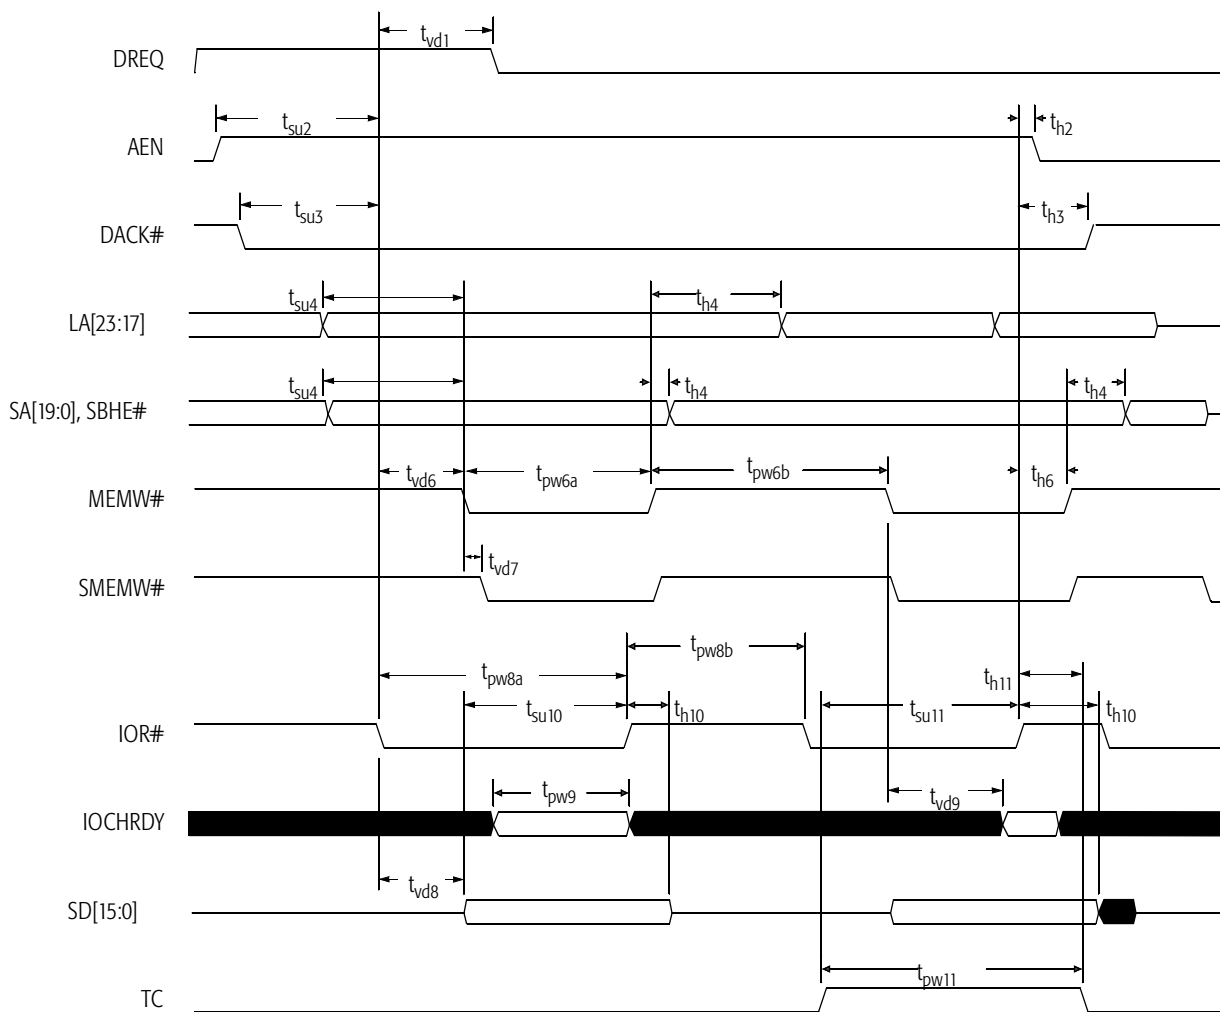 t_vd1
DREQ
t_su2 t_h2
AEN
t_su3 t_h3
DACK#
t_su4 t_h4
LA[23:17]
t_su4 t_h4 t_h4
SA[19:0], SBHE#
t_vd6 t_pw6a t_pw6b t_h6
MEMW#
t_vd7
SMEMW#
t_pw8b
t_pw8a t_h11
t_su10 t_h10 t_su11 t_h10
IOR#
t_pw9 t_vd9
IOCHRDY
t_vd8
SD[15:0]
t_pw11
TC